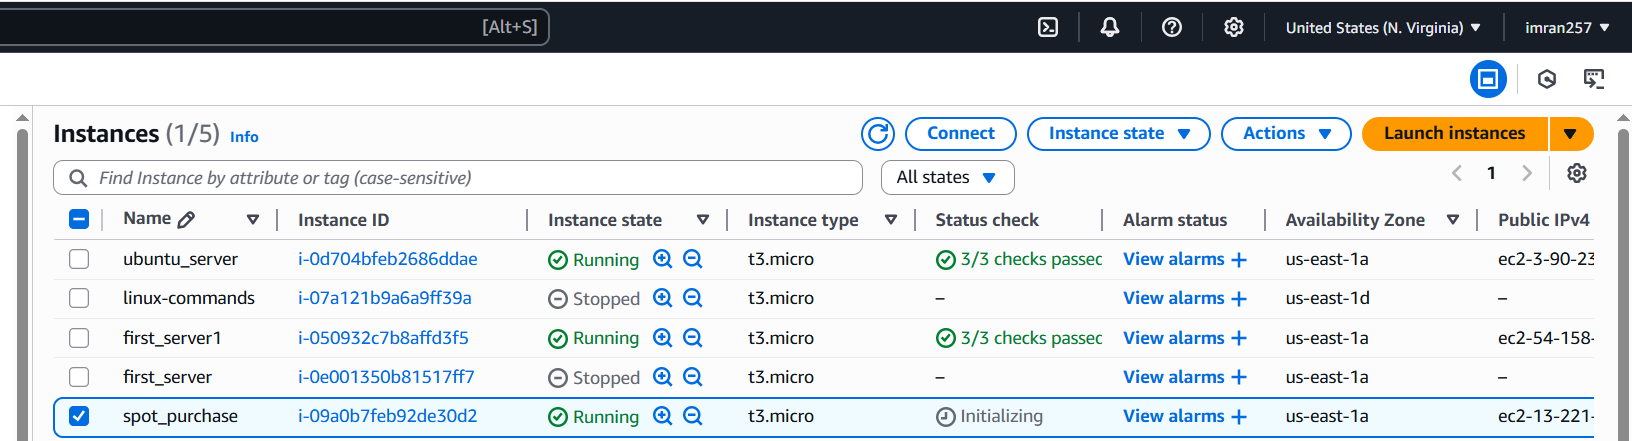 [Alt+S] United States (N. Virginia) imran257
Instances (1/5) Info Connect Instance state Actions Launch instances
Find Instance by attribute or tag (case-sensitive) All states 1
Name Instance ID Instance state Instance type Status check Alarm status Availability Zone Public IPv4
ubuntu_server i-0d704bfeb2686ddae Running t3.micro 3/3 checks passec View alarms + us-east-1a ec2-3-90-23
linux-commands i-07a121b9a6a9ff39a Stopped t3.micro – View alarms + us-east-1d –
first_server1 i-050932c7b8affd3f5 Running t3.micro 3/3 checks passec View alarms + us-east-1a ec2-54-158-
first_server i-0e001350b81517ff7 Stopped t3.micro – View alarms + us-east-1a –
spot_purchase i-09a0b7feb92de30d2 Running t3.micro Initializing View alarms + us-east-1a ec2-13-221-